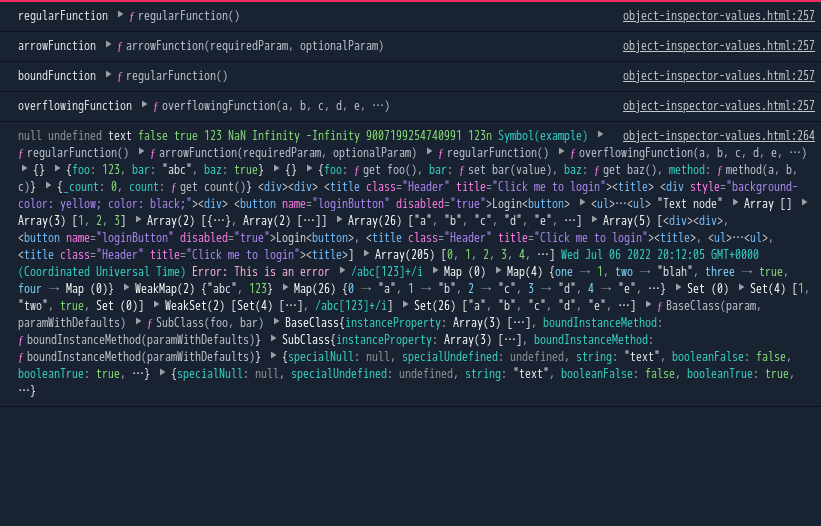 regularFunction ▶ ƒ regularFunction() object-inspector-values.html:257
arrowFunction ▶ ƒ arrowFunction(requiredParam, optionalParam) object-inspector-values.html:257
boundFunction ▶ ƒ regularFunction() object-inspector-values.html:257
overflowingFunction ▶ ƒ overflowingFunction(a, b, c, d, e, …) object-inspector-values.html:257
null undefined text false true 123 NaN Infinity -Infinity 9007199254740991 123n Symbol(example) ▶ object-inspector-values.html:264
ƒ regularFunction() ▶ ƒ arrowFunction(requiredParam, optionalParam) ▶ ƒ regularFunction() ▶ ƒ overflowingFunction(a, b, c, d, e, …)
▶ {} ▶ {foo: 123, bar: "abc", baz: true} ▶ {} ▶ {foo: ƒ get foo(), bar: ƒ set bar(value), baz: ƒ get baz(), method: ƒ method(a, b,
c)} ▶ {_count: 0, count: ƒ get count()} <div><div> <title class="Header" title="Click me to login"><title> <div style="background-
color: yellow; color: black;"><div> <button name="loginButton" disabled="true">Login<button> ▶ <ul>⋯<ul> "Text node" ▶ Array [] ▶
Array(3) [1, 2, 3] ▶ Array(2) [{…}, Array(2) […]] ▶ Array(26) ["a", "b", "c", "d", "e", …] ▶ Array(5) [<div><div>,
<button name="loginButton" disabled="true">Login<button>, <title class="Header" title="Click me to login"><title>, <ul>⋯<ul>,
<title class="Header" title="Click me to login"><title>] ▶ Array(205) [0, 1, 2, 3, 4, …] Wed Jul 06 2022 20:12:05 GMT+0000
(Coordinated Universal Time) Error: This is an error ▶ /abc[123]+/i ▶ Map (0) ▶ Map(4) {one → 1, two → "blah", three → true,
four → Map (0)} ▶ WeakMap(2) {"abc", 123} ▶ Map(26) {0 → "a", 1 → "b", 2 → "c", 3 → "d", 4 → "e", …} ▶ Set (0) ▶ Set(4) [1,
"two", true, Set (0)] ▶ WeakSet(2) [Set(4) […], /abc[123]+/i] ▶ Set(26) ["a", "b", "c", "d", "e", …] ▶ ƒ BaseClass(param,
paramWithDefaults) ▶ ƒ SubClass(foo, bar) ▶ BaseClass{instanceProperty: Array(3) […], boundInstanceMethod:
ƒ boundInstanceMethod(paramWithDefaults)} ▶ SubClass{instanceProperty: Array(3) […], boundInstanceMethod:
ƒ boundInstanceMethod(paramWithDefaults)} ▶ {specialNull: null, specialUndefined: undefined, string: "text", booleanFalse: false,
booleanTrue: true, …} ▶ {specialNull: null, specialUndefined: undefined, string: "text", booleanFalse: false, booleanTrue: true,
…}